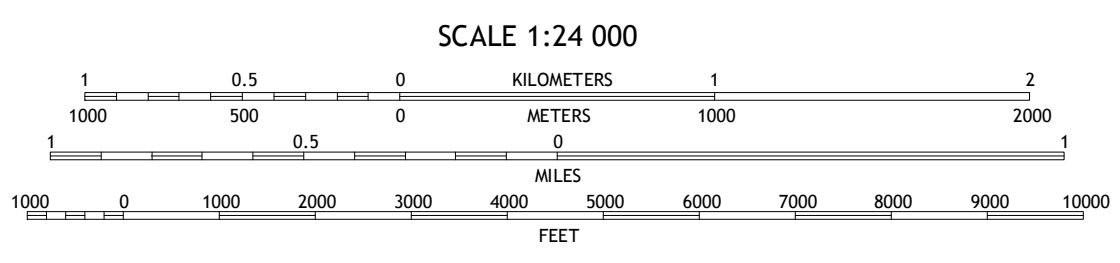 SCALE 1:24 000
1 0.5 0 KILOMETERS 1 2
1000 500 0 METERS 1000 2000
1 0.5 0 1
MILES
1000 0 1000 2000 3000 4000 5000 6000 7000 8000 9000 10000
FEET